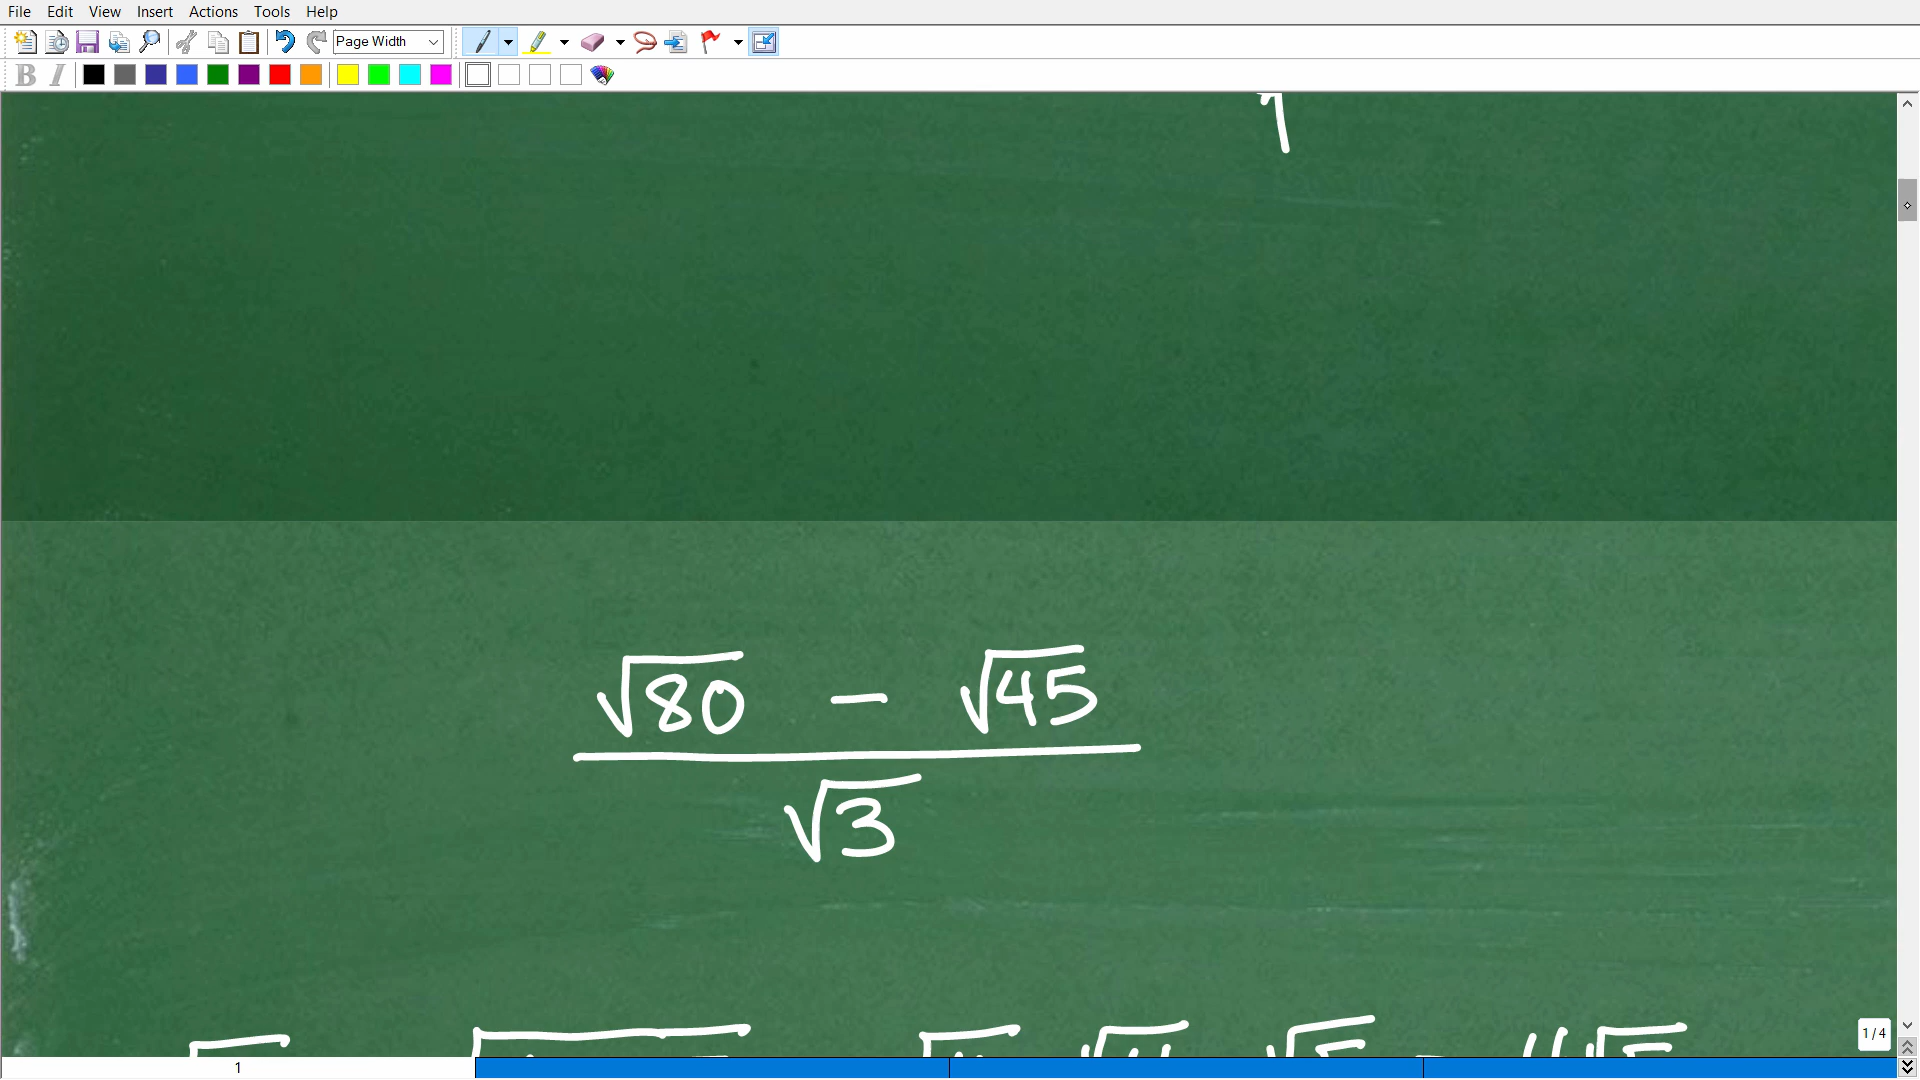 File Edit View Insert Actions Tools Help
Page Width
B I
√80 - √45
√3
1 / 4
1